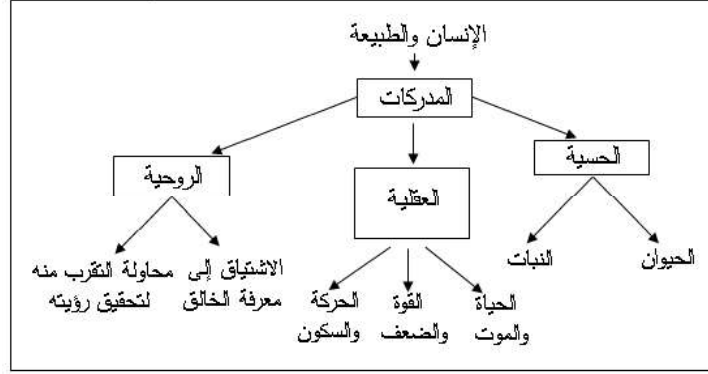 الإنسان والطبيعة
المدركات
الحسية
العقلية
الروحية
الحيوان
النبات
الحياة
والموت
القوة
والضعف
الحركة
والسكون
الاشتياق إلى
معرفة الخالق
محاولة التقرب منه
لتحقيق رؤيته